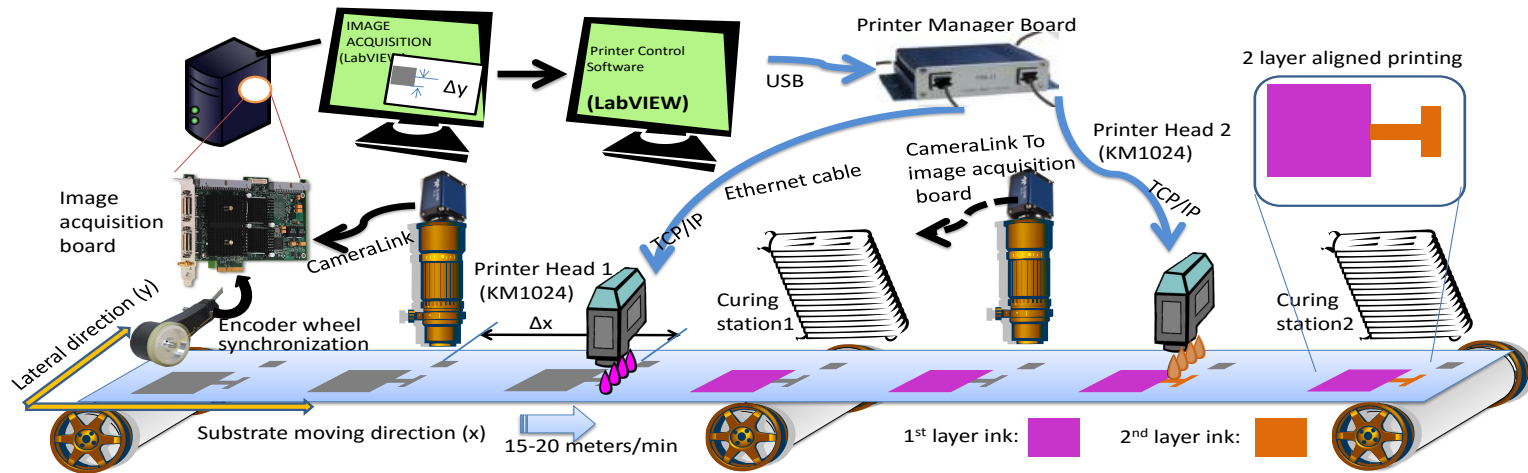 IMAGE
ACQUISITION
(LabVIEW)
Δy
Printer Control
Software
(LabVIEW)
USB
Printer Manager Board
2 layer aligned printing
Printer Head 2
(KM1024)
CameraLink To
image acquisition
board
Ethernet cable
TCP/IP
TCP/IP
Image
acquisition
board
CameraLink
Printer Head 1
(KM1024)
Curing
station1
Curing
station2
Encoder wheel
synchronization
Δx
Lateral direction (y)
Substrate moving direction (x)
15-20 meters/min
1st layer ink:
2nd layer ink: